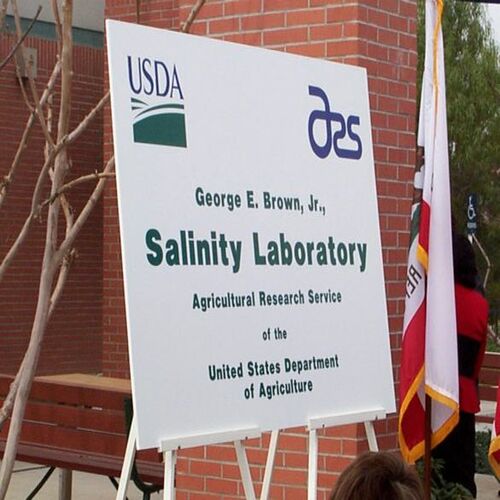 USDA
ars
George E. Brown, Jr.,
Salinity Laboratory
Agricultural Research Service
of the
United States Department
of Agriculture